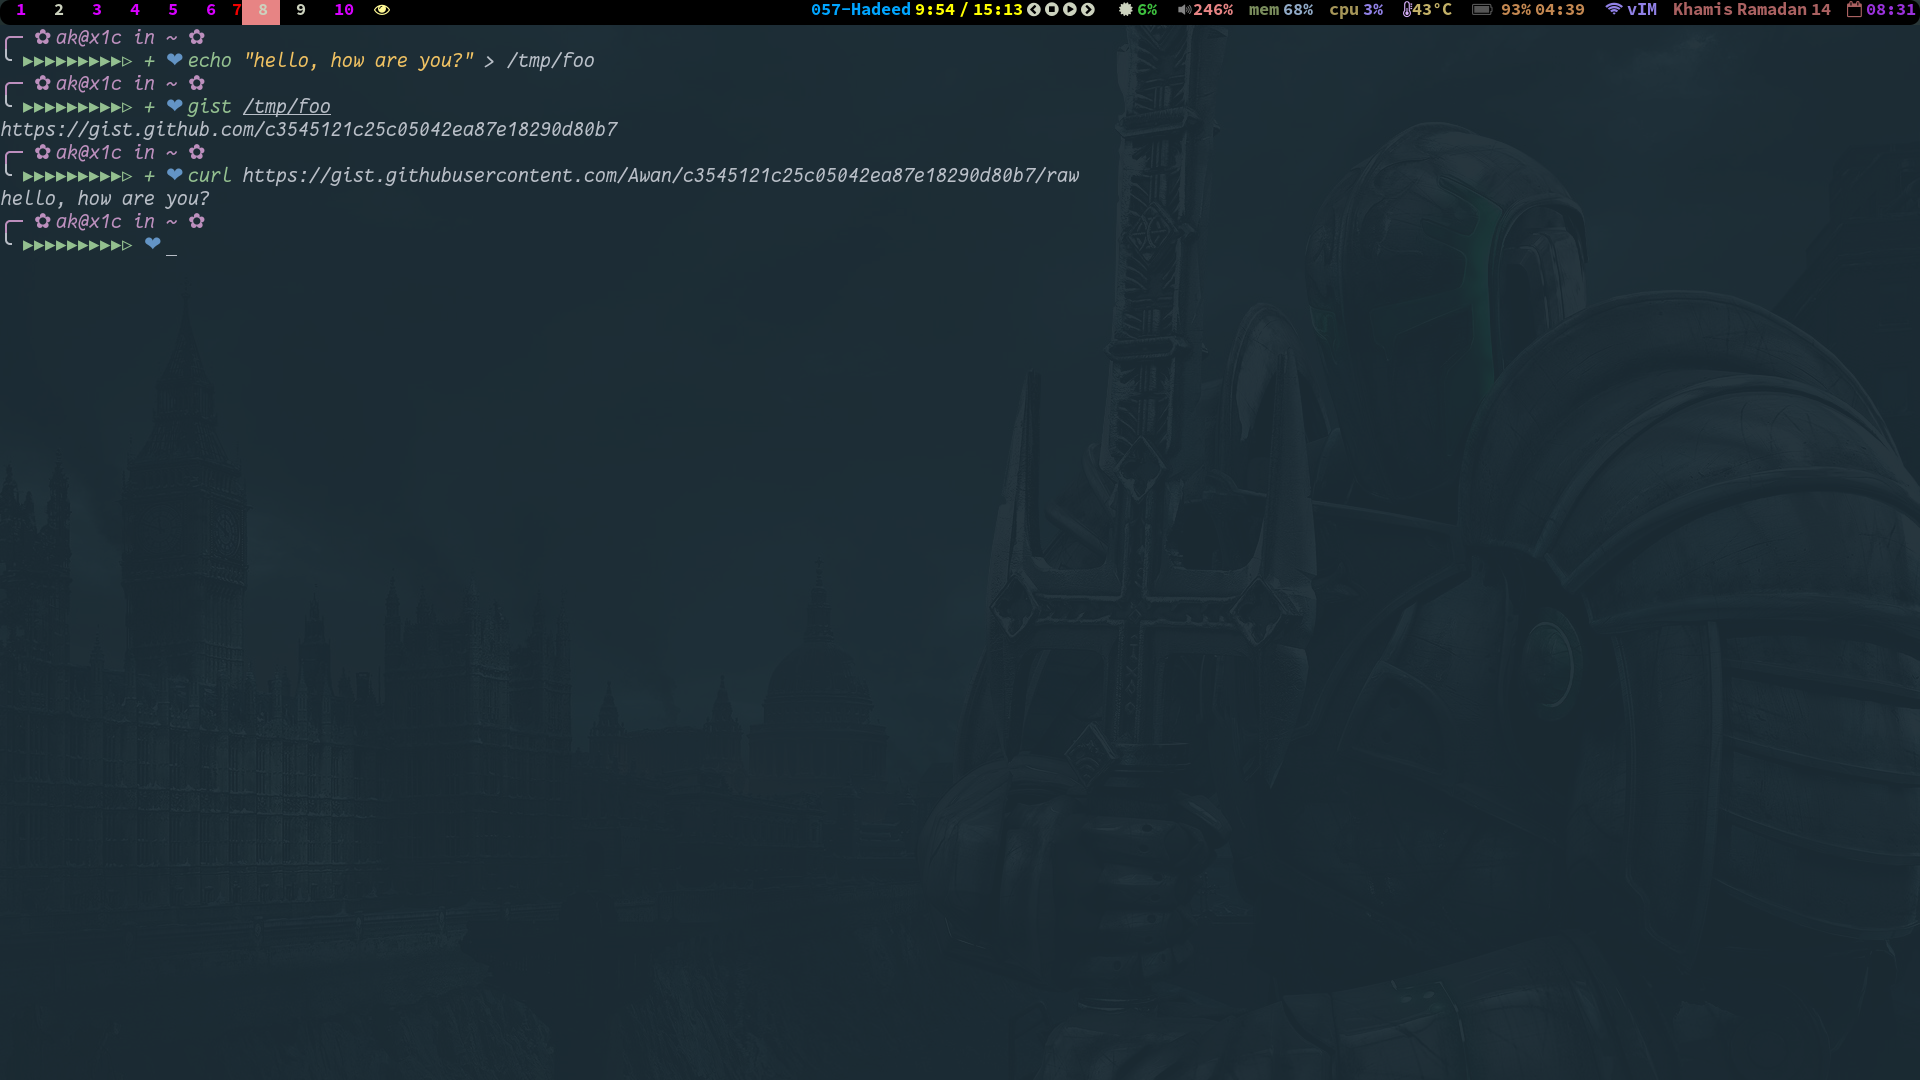 1 2 3 4 5 6 7 8 9 10 057-Hadeed 9:54 / 15:13 6% 246% mem 68% cpu 3% 43°C 93% 04:39 vIM Khamis Ramadan 14 08:31
╭─ ✿ ak@x1c in ~ ✿
╰ ▶▶▶▶▶▶▶▶▶▷ + ❤ echo "hello, how are you?" > /tmp/foo
╭─ ✿ ak@x1c in ~ ✿
╰ ▶▶▶▶▶▶▶▶▶▷ + ❤ gist /tmp/foo
https://gist.github.com/c3545121c25c05042ea87e18290d80b7
╭─ ✿ ak@x1c in ~ ✿
╰ ▶▶▶▶▶▶▶▶▶▷ + ❤ curl https://gist.githubusercontent.com/Awan/c3545121c25c05042ea87e18290d80b7/raw
hello, how are you?
╭─ ✿ ak@x1c in ~ ✿
╰ ▶▶▶▶▶▶▶▶▶▷ ❤ _